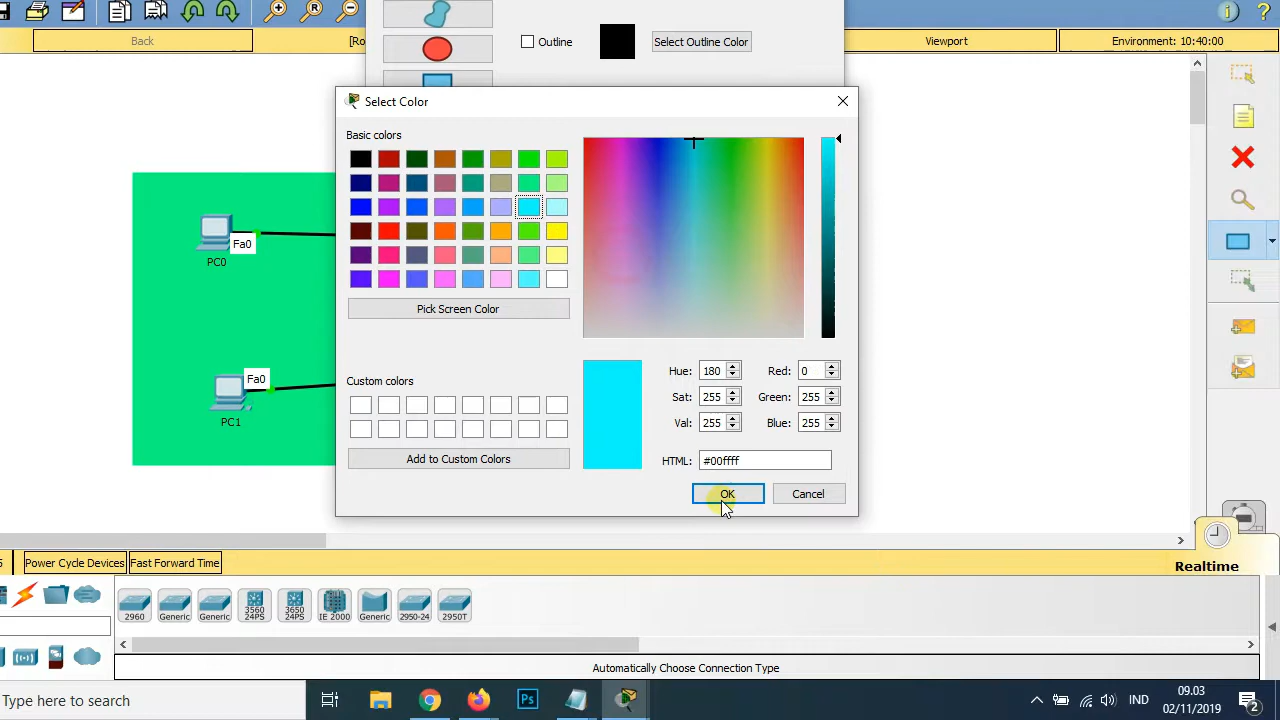 Back
[Ro
Viewport
Environment: 10:40:00
Outline
Select Outline Color
Select Color
Basic colors
Pick Screen Color
Custom colors
Add to Custom Colors
Hue: 180
Red: 0
Sat: 255
Green: 255
Val: 255
Blue: 255
HTML: #00ffff
OK
Cancel
Fa0
PC0
Fa0
PC1
Power Cycle Devices
Fast Forward Time
Realtime
2960
Generic
Generic
3560
24PS
3650
24PS
IE 2000
Generic
2950-24
2950T
Automatically Choose Connection Type
Type here to search
Ps
IND
09.03
02/11/2019
2